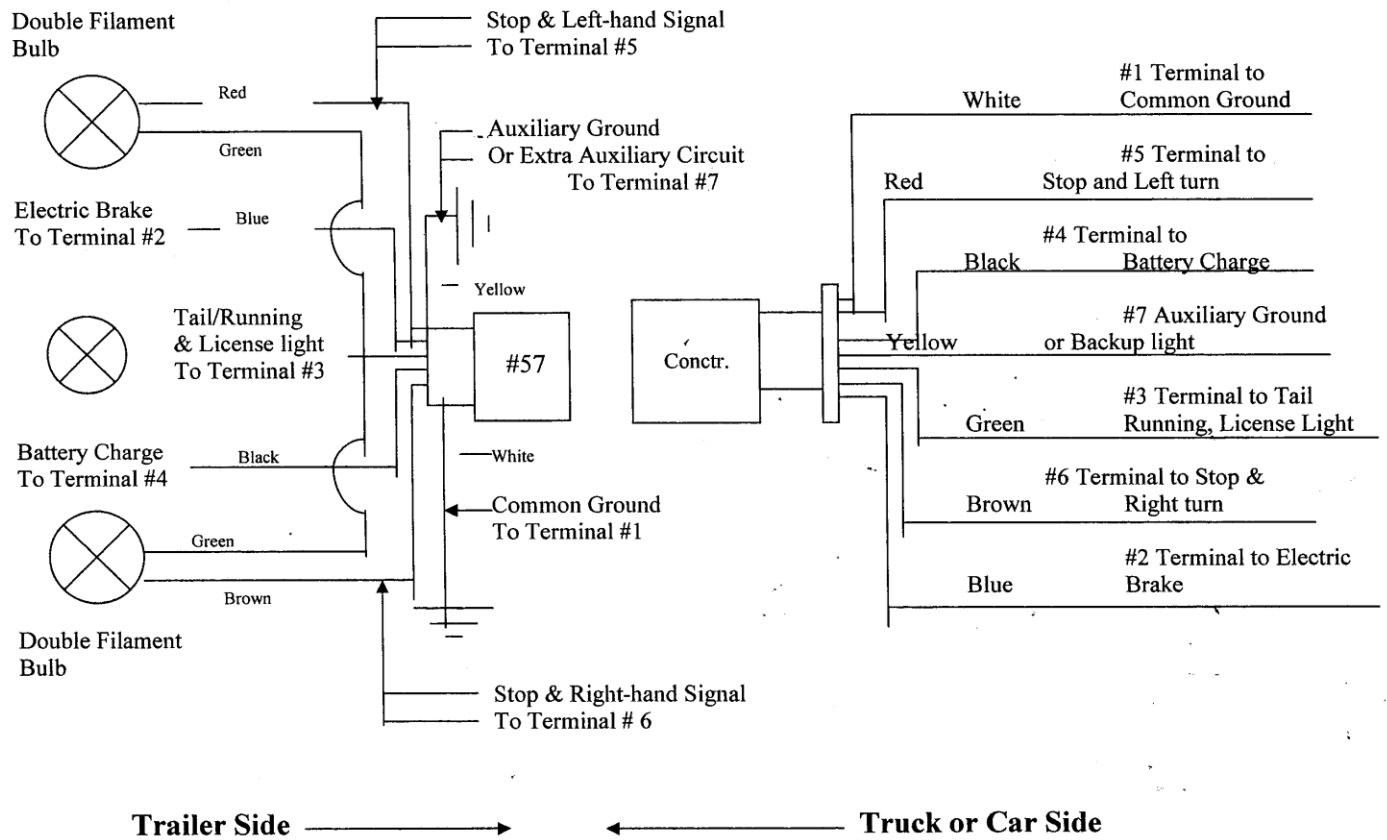 Double Filament
Bulb
Red
Green
Stop & Left-hand Signal
To Terminal #5
Auxiliary Ground
Or Extra Auxiliary Circuit
To Terminal #7
Electric Brake
To Terminal #2
Blue
Yellow
Tail/Running
& License light
To Terminal #3
#57
Battery Charge
To Terminal #4
Black
White
Common Ground
To Terminal #1
Green
Brown
Double Filament
Bulb
Stop & Right-hand Signal
To Terminal # 6
Trailer Side
#1 Terminal to
White Common Ground
#5 Terminal to
Red Stop and Left turn
#4 Terminal to
Black Battery Charge
#7 Auxiliary Ground
Yellow or Backup light
Conctr.
#3 Terminal to Tail
Green Running, License Light
#6 Terminal to Stop &
Brown Right turn
#2 Terminal to Electric
Blue Brake
Truck or Car Side